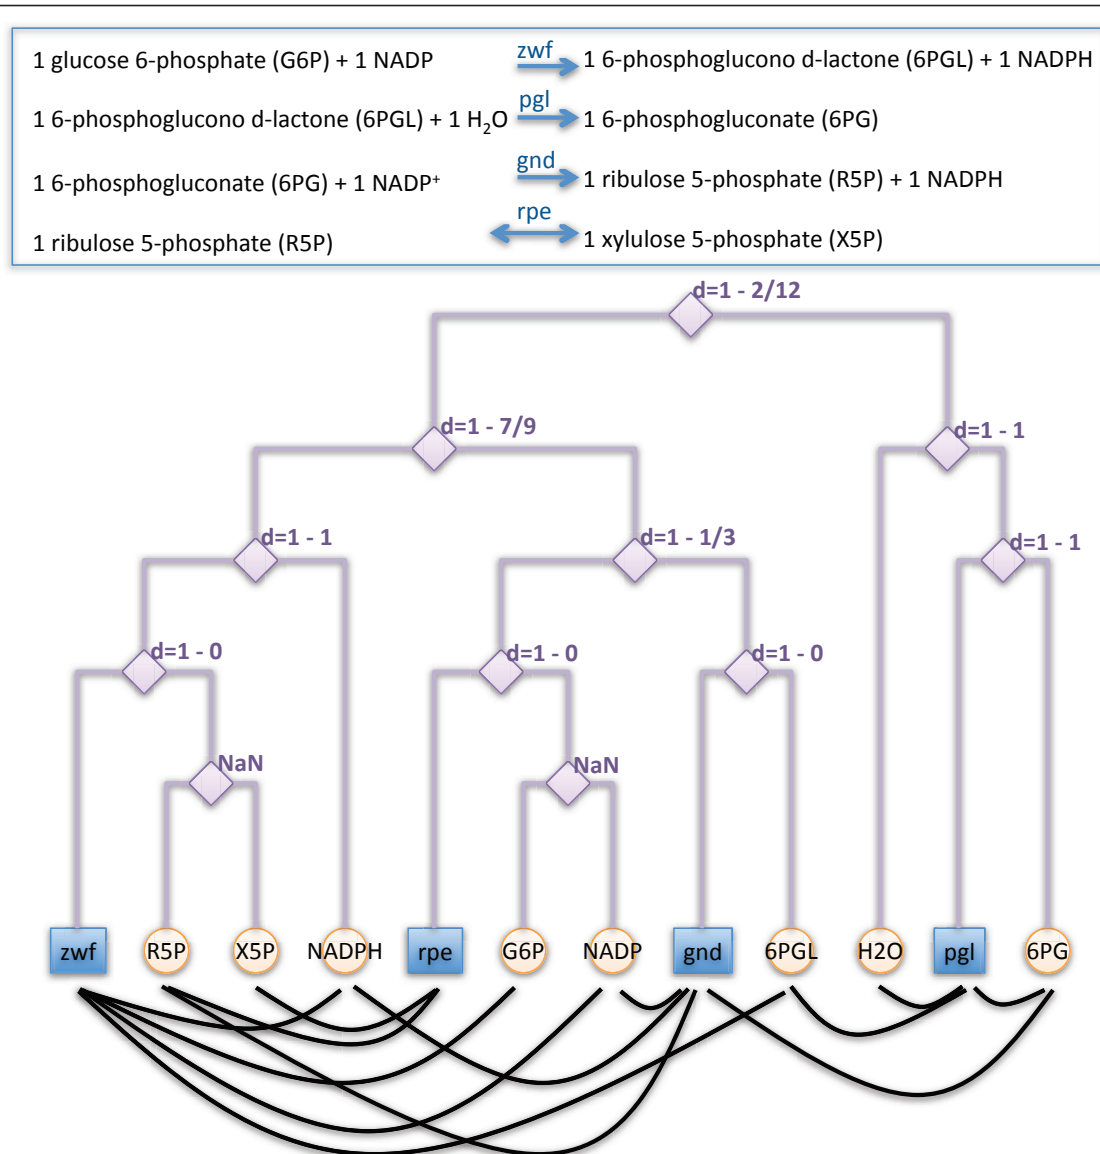 1 glucose 6-phosphate (G6P) + 1 NADP zwf 1 6-phosphoglucono d-lactone (6PGL) + 1 NADPH
1 6-phosphoglucono d-lactone (6PGL) + 1 H₂O pgl 1 6-phosphogluconate (6PG)
1 6-phosphogluconate (6PG) + 1 NADP⁺ gnd 1 ribulose 5-phosphate (R5P) + 1 NADPH
1 ribulose 5-phosphate (R5P) rpe 1 xylulose 5-phosphate (X5P)
d=1 - 2/12
d=1 - 7/9 d=1 - 1
d=1 - 1 d=1 - 1/3 d=1 - 1
d=1 - 0 d=1 - 0 d=1 - 0
NaN NaN
zwf R5P X5P NADPH rpe G6P NADP gnd 6PGL H2O pgl 6PG